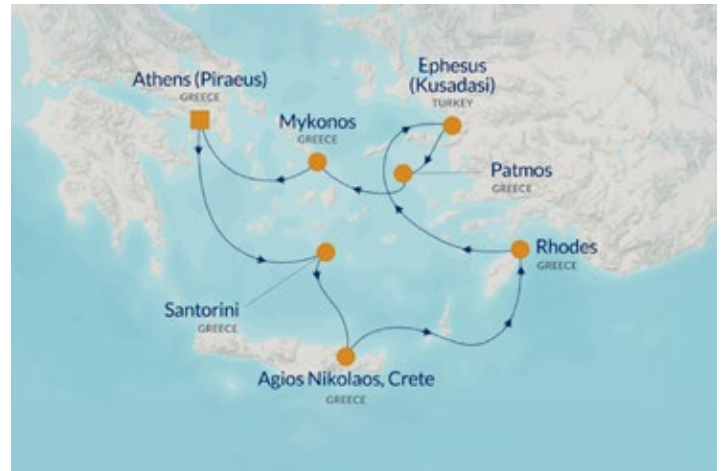 Athens (Piraeus)
GREECE
Mykonos
GREECE
Ephesus
(Kusadasi)
TURKEY
Patmos
GREECE
Rhodes
GREECE
Santorini
GREECE
Agios Nikolaos, Crete
GREECE